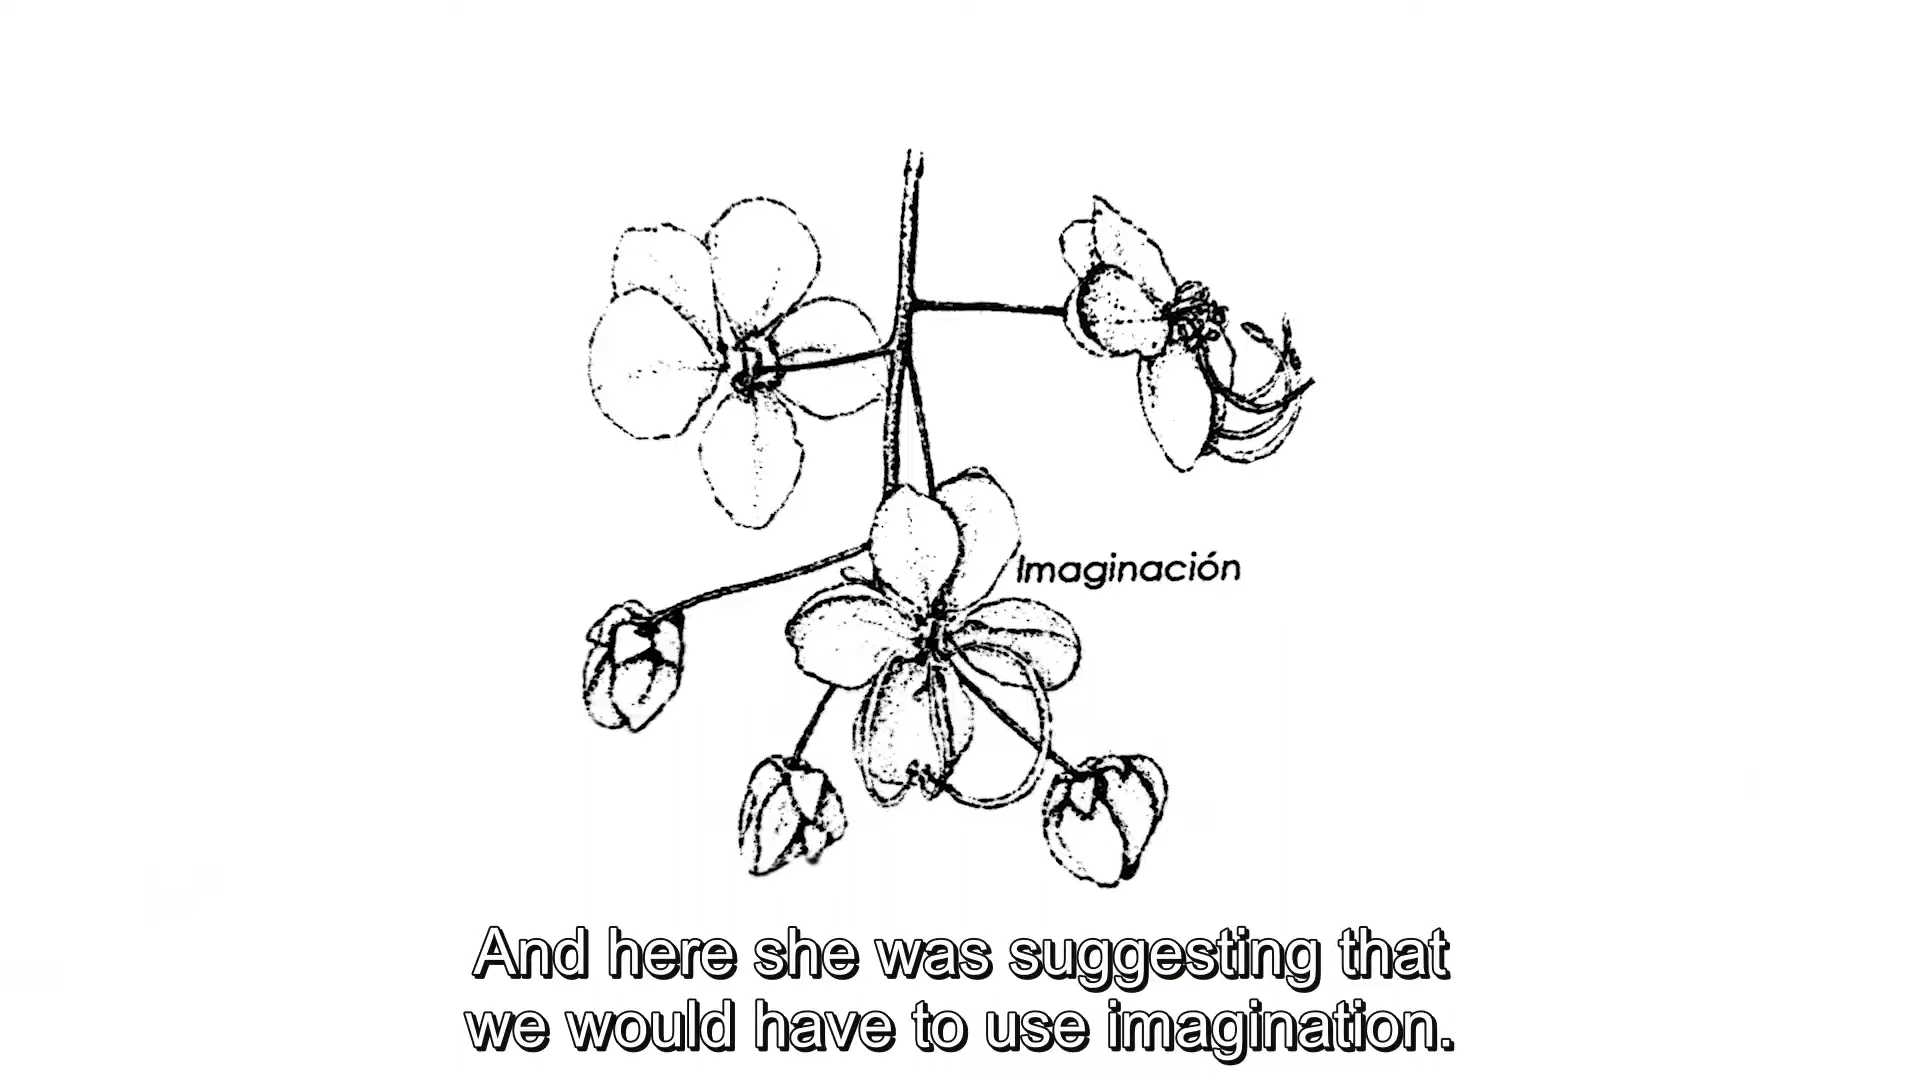 Imaginación
And here she was suggesting that
we would have to use imagination.